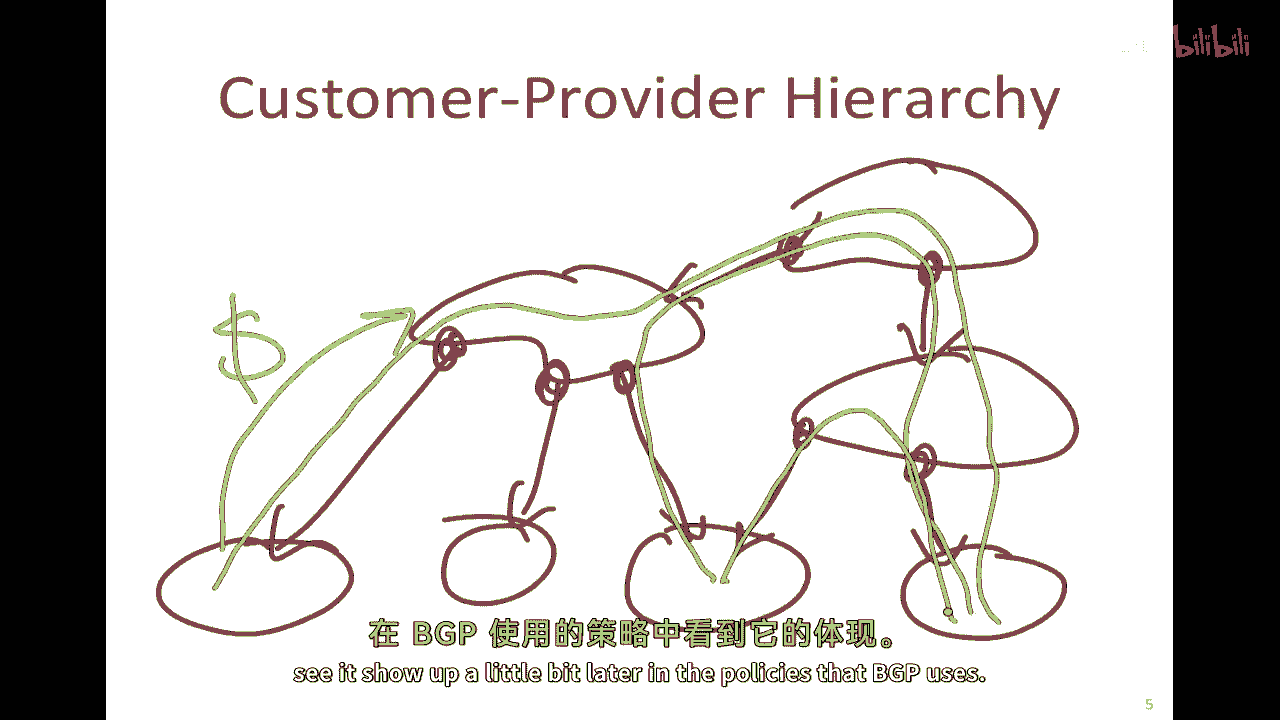 bilibili
Customer-Provider Hierarchy
$
在 BGP 使用的策略中看到它的体现。
see it show up a little bit later in the policies that BGP uses.
5